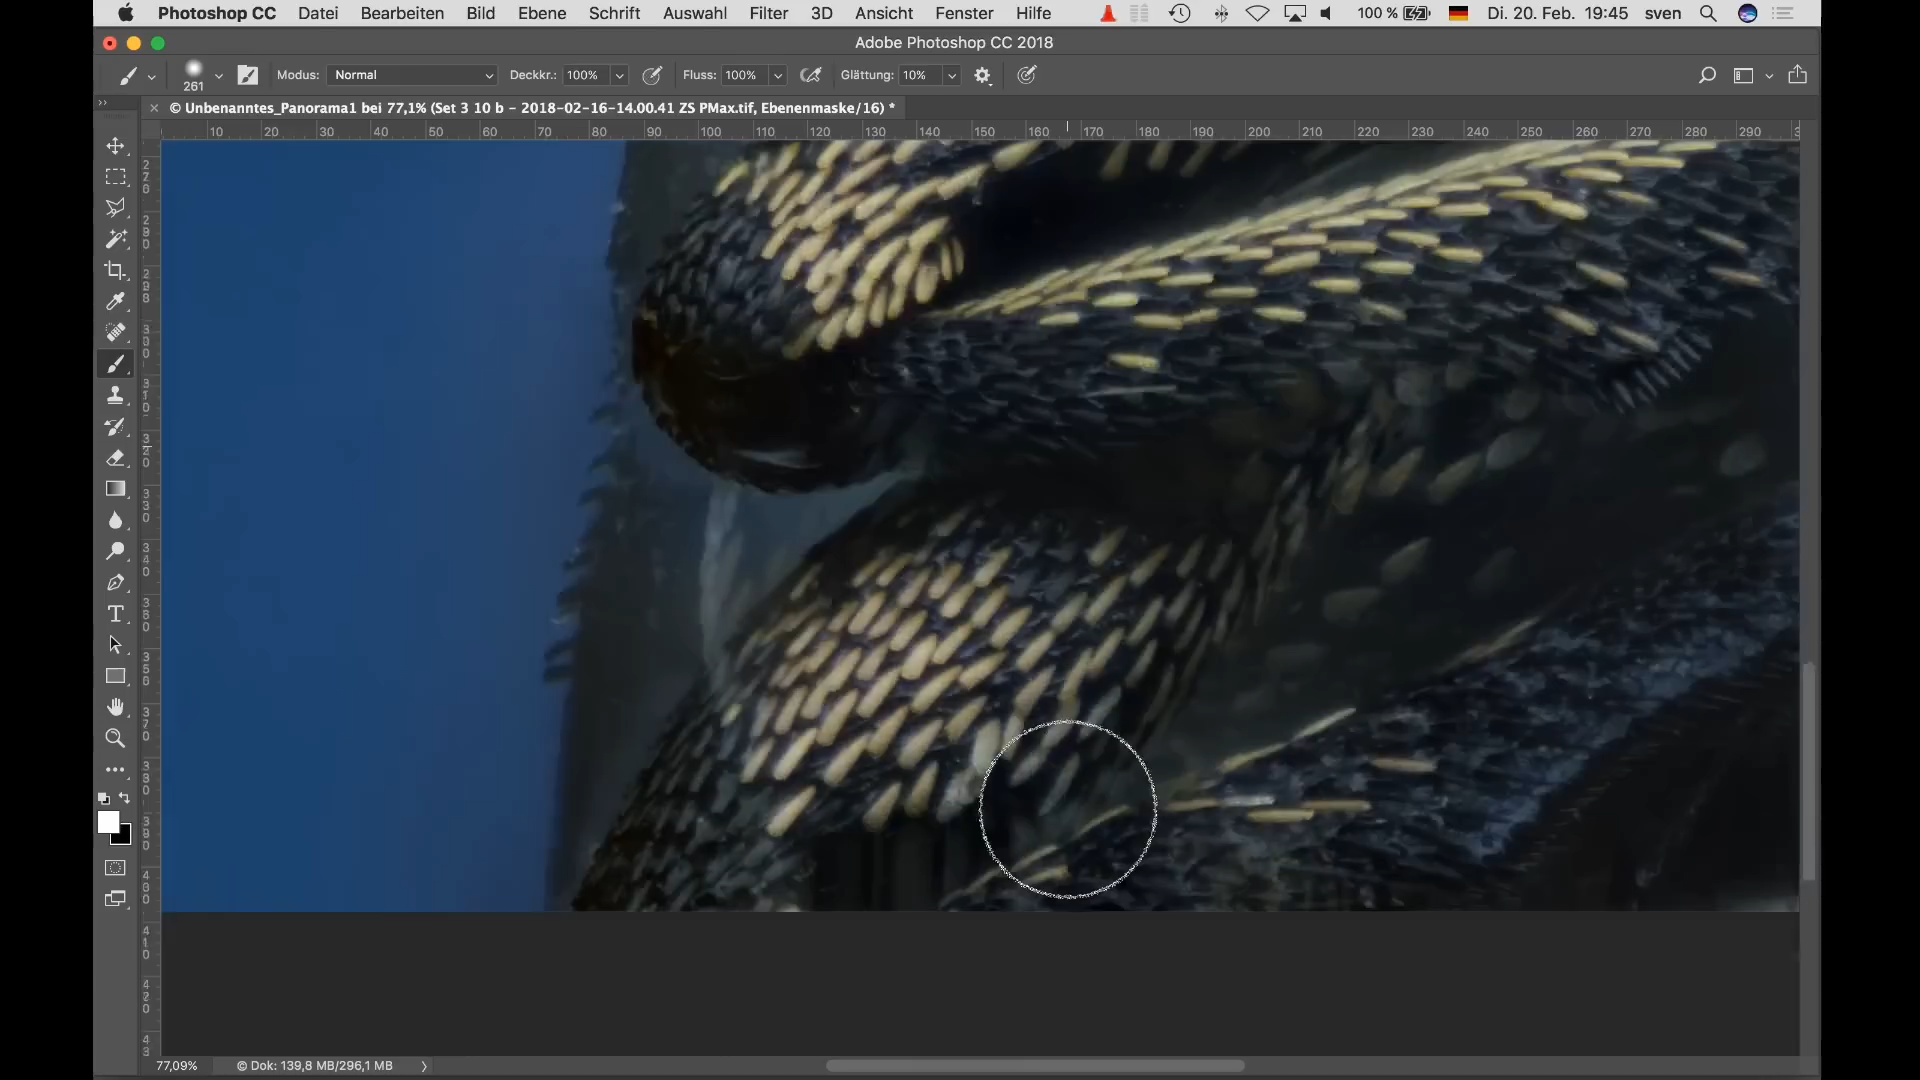 Photoshop CC Datei Bearbeiten Bild Ebene Schrift Auswahl Filter 3D Ansicht Fenster Hilfe 100 % Di. 20. Feb. 19:45 sven
Adobe Photoshop CC 2018
261 Modus: Normal Deckkr.: 100% Fluss: 100% Glättung: 10%
× © Unbenanntes_Panorama1 bei 77,1% (Set 3 10 b - 2018-02-16-14.00.41 ZS PMax.tif, Ebenenmaske/16) *
10 20 30 40 50 60 70 80 90 100 110 120 130 140 150 160 170 180 190 200 210 220 230 240 250 260 270 280 290
77,09% © Dok: 139,8 MB/296,1 MB